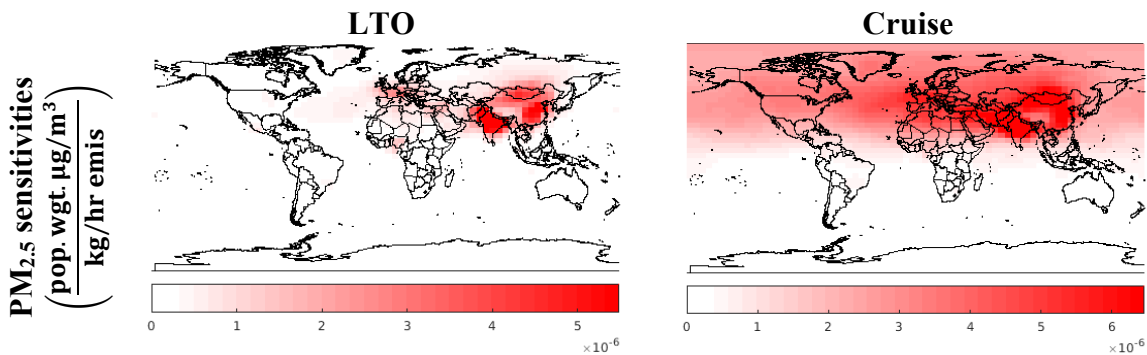 LTO
Cruise
PM₂.₅ sensitivities
(pop. wgt. μg/m³
kg/hr emis)
0 1 2 3 4 5
×10⁻⁶
0 1 2 3 4 5 6
×10⁻⁶